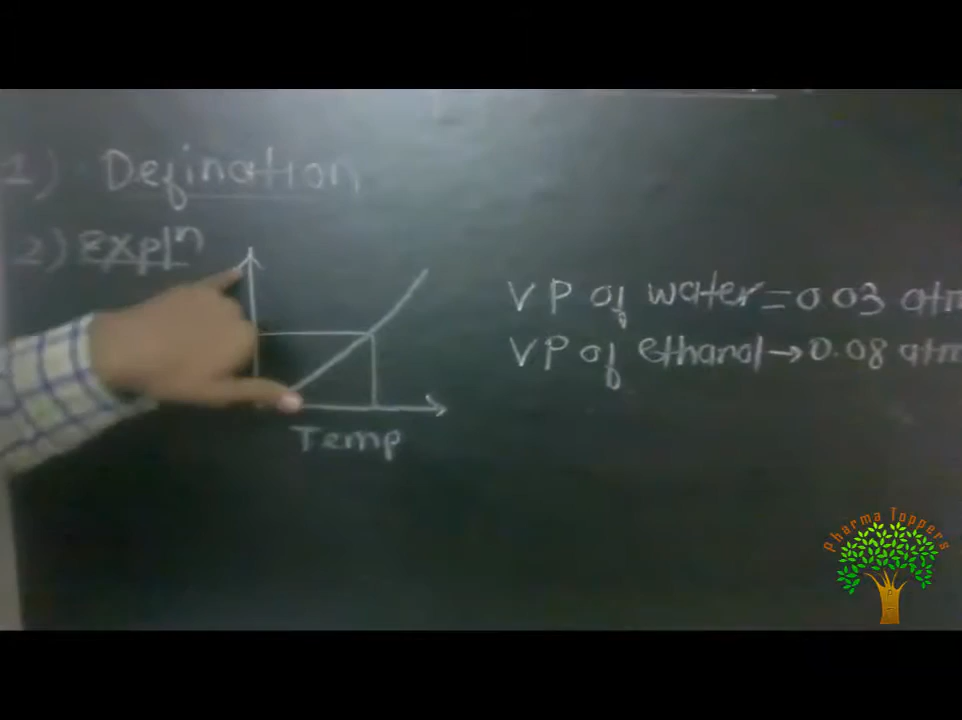 1) Defination
2) Expln
Temp
VP of water = 0.03 atm
VP of ethanol → 0.08 atm
Pharma Toppers